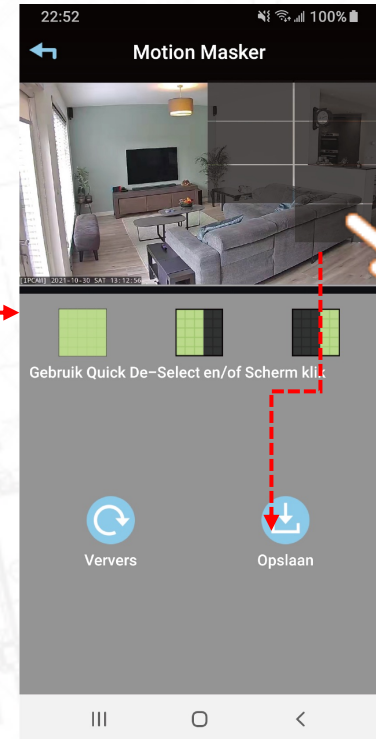 22:52
100%
Motion Masker
[IPCAM] 2021-10-30 SAT 13:12:56
Gebruik Quick De-Select en/of Scherm klik
Ververs
Opslaan